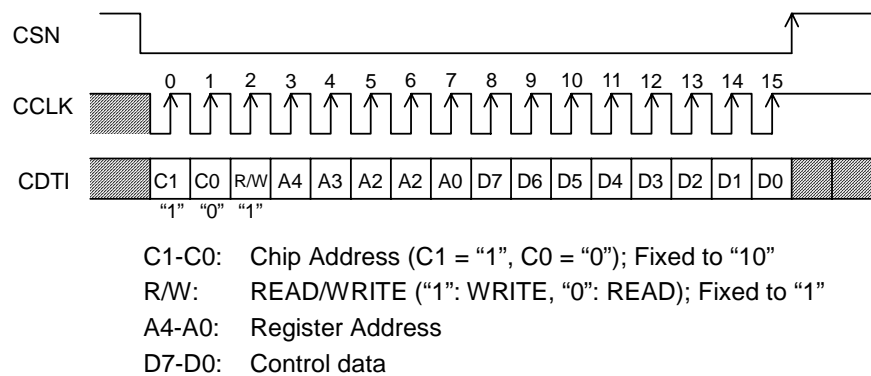 CSN
0 1 2 3 4 5 6 7 8 9 10 11 12 13 14 15
CCLK
CDTI C1 C0 R/W A4 A3 A2 A2 A0 D7 D6 D5 D4 D3 D2 D1 D0
“1” “0” “1”
C1-C0: Chip Address (C1 = “1”, C0 = “0”); Fixed to “10”
R/W: READ/WRITE (“1”: WRITE, “0”: READ); Fixed to “1”
A4-A0: Register Address
D7-D0: Control data